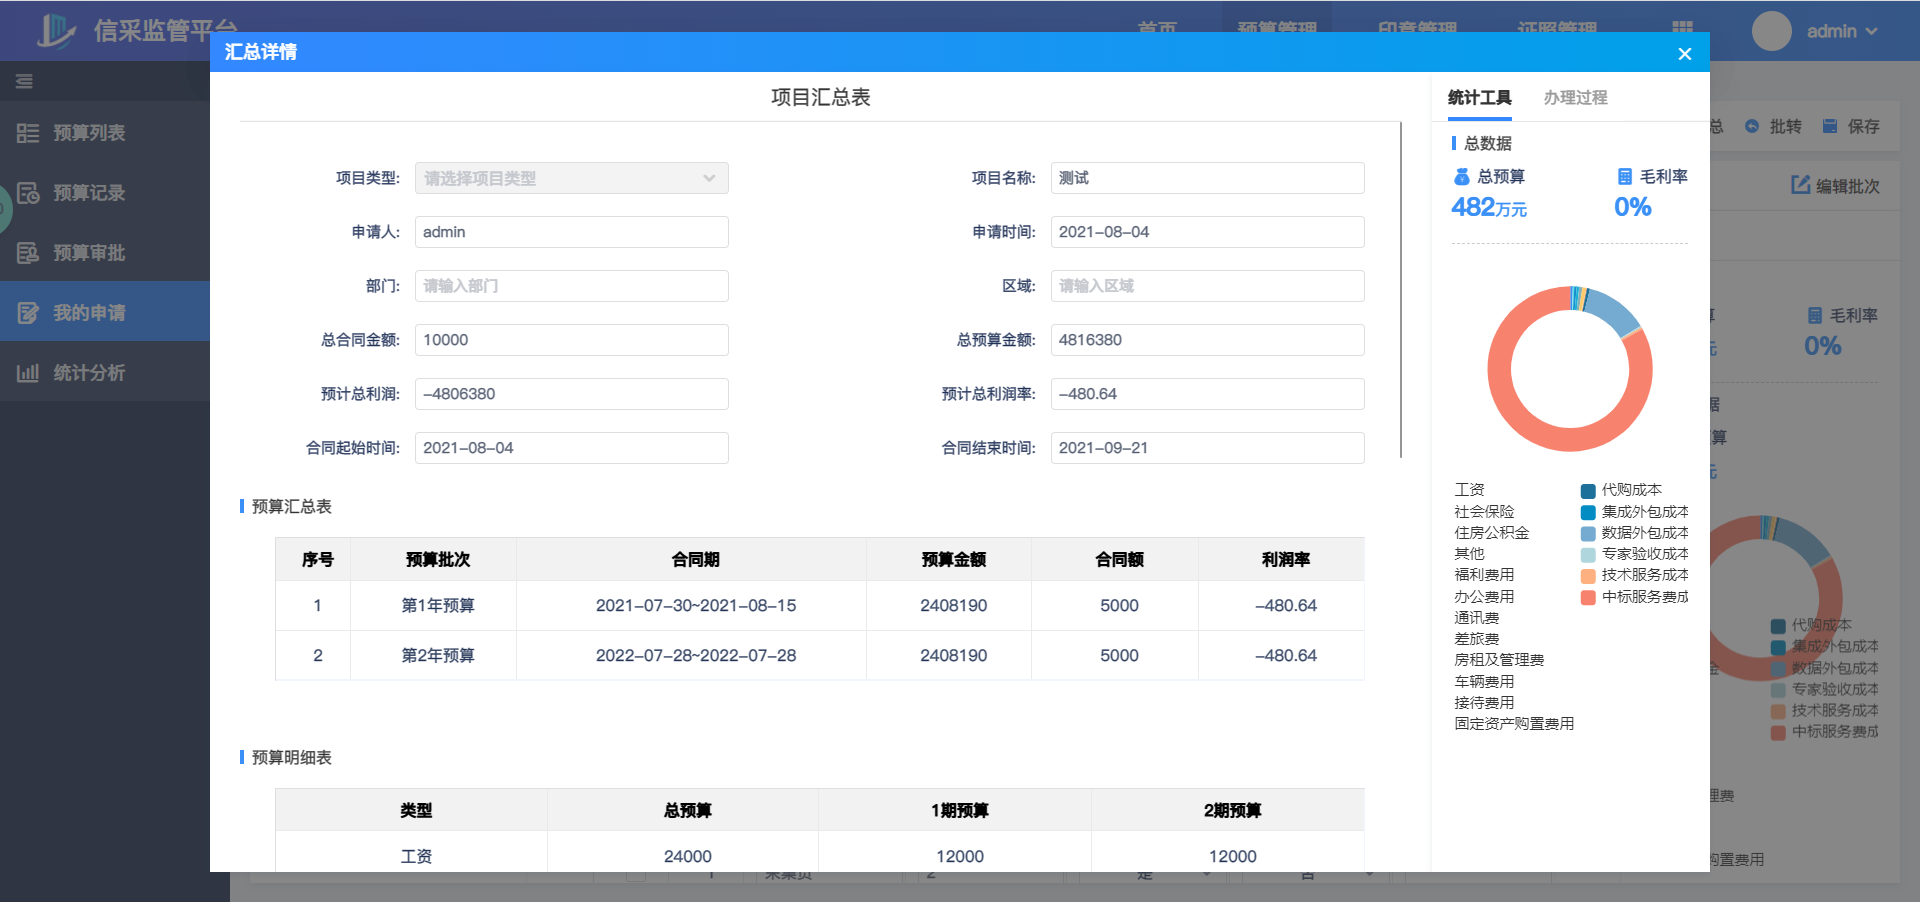 信采监管平台
首页
预算管理
印章管理
证照管理
admin
预算列表
预算记录
预算审批
我的申请
统计分析
汇总详情
项目汇总表
项目类型: 请选择项目类型
项目名称: 测试
申请人: admin
申请时间: 2021-08-04
部门: 请输入部门
区域: 请输入区域
总合同金额: 10000
总预算金额: 4816380
预计总利润: -4806380
预计总利润率: -480.64
合同起始时间: 2021-08-04
合同结束时间: 2021-09-21
预算汇总表
序号 预算批次 合同期 预算金额 合同额 利润率
1 第1年预算 2021-07-30~2021-08-15 2408190 5000 -480.64
2 第2年预算 2022-07-28~2022-07-28 2408190 5000 -480.64
预算明细表
类型 总预算 1期预算 2期预算
工资 24000 12000 12000
统计工具 办理过程
总数据
总预算 毛利率
482万元 0%
工资
社会保险
住房公积金
其他
福利费用
办公费用
通讯费
差旅费
房租及管理费
车辆费用
接待费用
固定资产购置费用
代购成本
集成外包成本
数据外包成本
专家验收成本
技术服务成本
中标服务费成
总 批转 保存
编辑批次
毛利率
0%
代购成本
集成外包成本
数据外包成本
专家验收成本
技术服务成本
中标服务费成
理费
购置费用